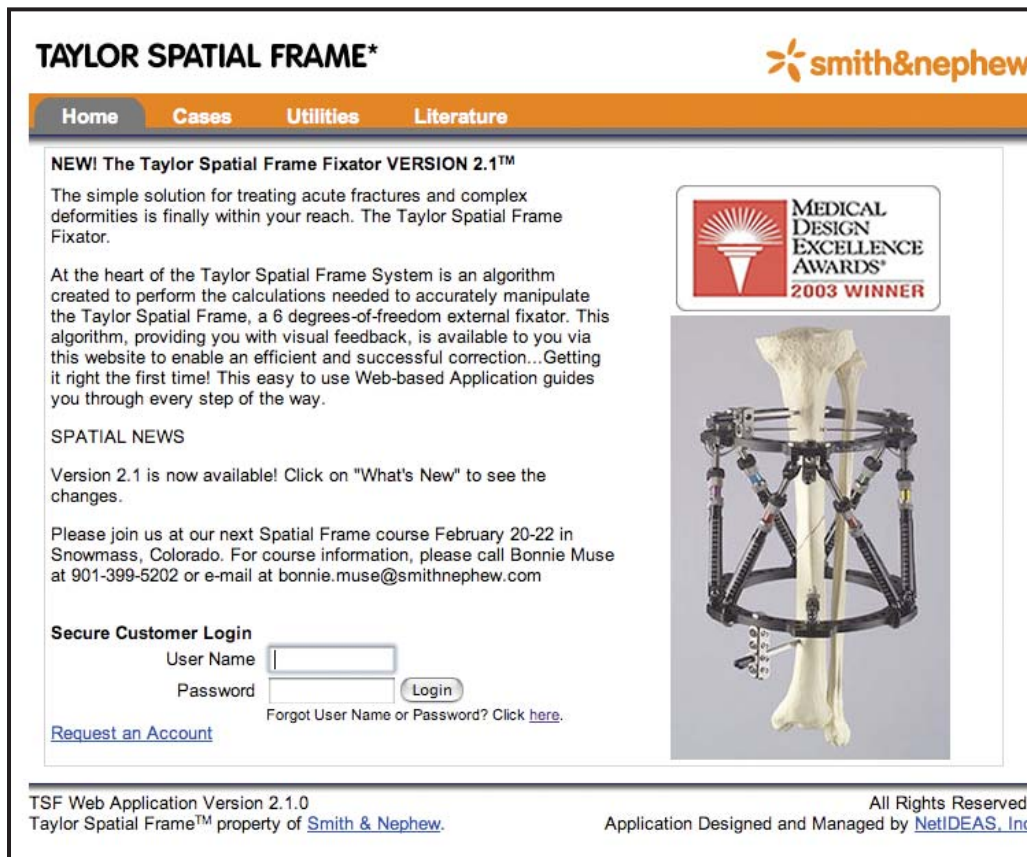 TAYLOR SPATIAL FRAME*
smith&nephew
Home Cases Utilities Literature
NEW! The Taylor Spatial Frame Fixator VERSION 2.1™
The simple solution for treating acute fractures and complex
deformities is finally within your reach. The Taylor Spatial Frame
Fixator.
At the heart of the Taylor Spatial Frame System is an algorithm
created to perform the calculations needed to accurately manipulate
the Taylor Spatial Frame, a 6 degrees-of-freedom external fixator. This
algorithm, providing you with visual feedback, is available to you via
this website to enable an efficient and successful correction...Getting
it right the first time! This easy to use Web-based Application guides
you through every step of the way.
SPATIAL NEWS
Version 2.1 is now available! Click on "What's New" to see the
changes.
Please join us at our next Spatial Frame course February 20-22 in
Snowmass, Colorado. For course information, please call Bonnie Muse
at 901-399-5202 or e-mail at bonnie.muse@smithnephew.com
Secure Customer Login
User Name
Password Login
Forgot User Name or Password? Click here.
Request an Account
MEDICAL
DESIGN
EXCELLENCE
AWARDS®
2003 WINNER
TSF Web Application Version 2.1.0
Taylor Spatial Frame™ property of Smith & Nephew.
All Rights Reserved
Application Designed and Managed by NetIDEAS, Inc